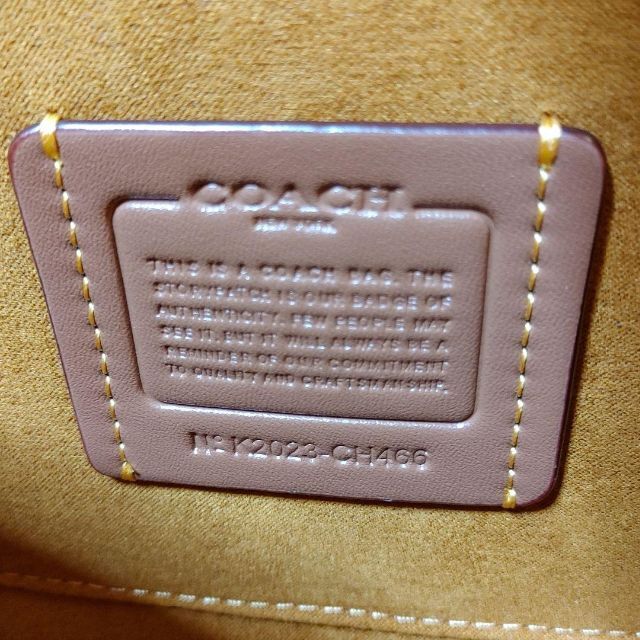 COACH
NEW YORK
THIS IS A COACH BAG. THE
STORYPATCH IS OUR BADGE OF
AUTHENTICITY. FEW PEOPLE MAY
SEE IT, BUT IT WILL ALWAYS BE A
REMINDER OF OUR COMMITMENT
TO QUALITY AND CRAFTSMANSHIP.
No K2023-CH466